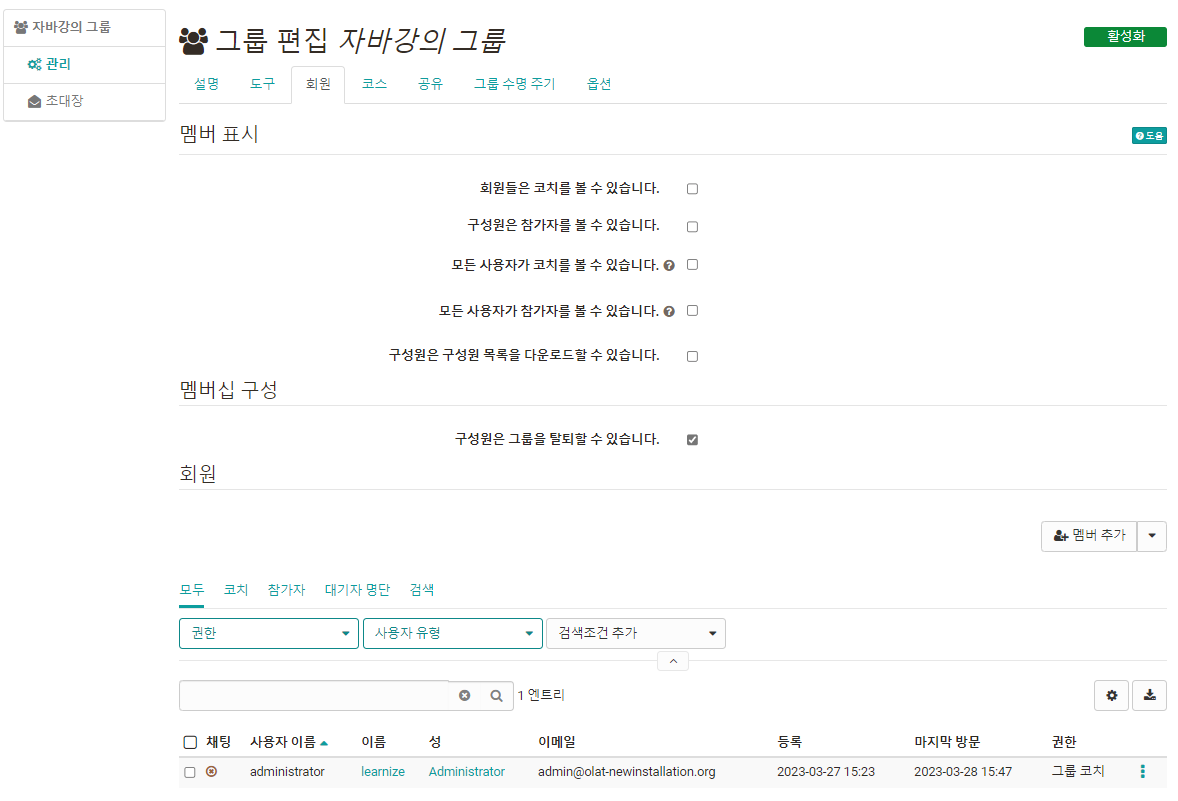 자바강의 그룹
관리
초대장
그룹 편집 자바강의 그룹
활성화
설명 도구 회원 코스 공유 그룹 수명 주기 옵션
멤버 표시
도움
회원들은 코치를 볼 수 있습니다.
구성원은 참가자를 볼 수 있습니다.
모든 사용자가 코치를 볼 수 있습니다.
모든 사용자가 참가자를 볼 수 있습니다.
구성원은 구성원 목록을 다운로드할 수 있습니다.
멤버십 구성
구성원은 그룹을 탈퇴할 수 있습니다.
회원
멤버 추가
모두 코치 참가자 대기자 명단 검색
권한 사용자 유형 검색조건 추가
1 엔트리
채팅 사용자 이름 이름 성 이메일 등록 마지막 방문 권한
administrator learnize Administrator admin@olat-newinstallation.org 2023-03-27 15:23 2023-03-28 15:47 그룹 코치